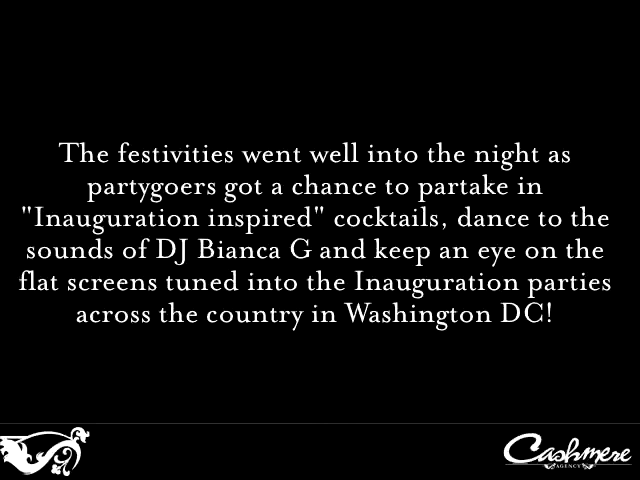 The festivities went well into the night as
partygoers got a chance to partake in
"Inauguration inspired" cocktails, dance to the
sounds of DJ Bianca G and keep an eye on the
flat screens tuned into the Inauguration parties
across the country in Washington DC!
Cashmere
AGENCY